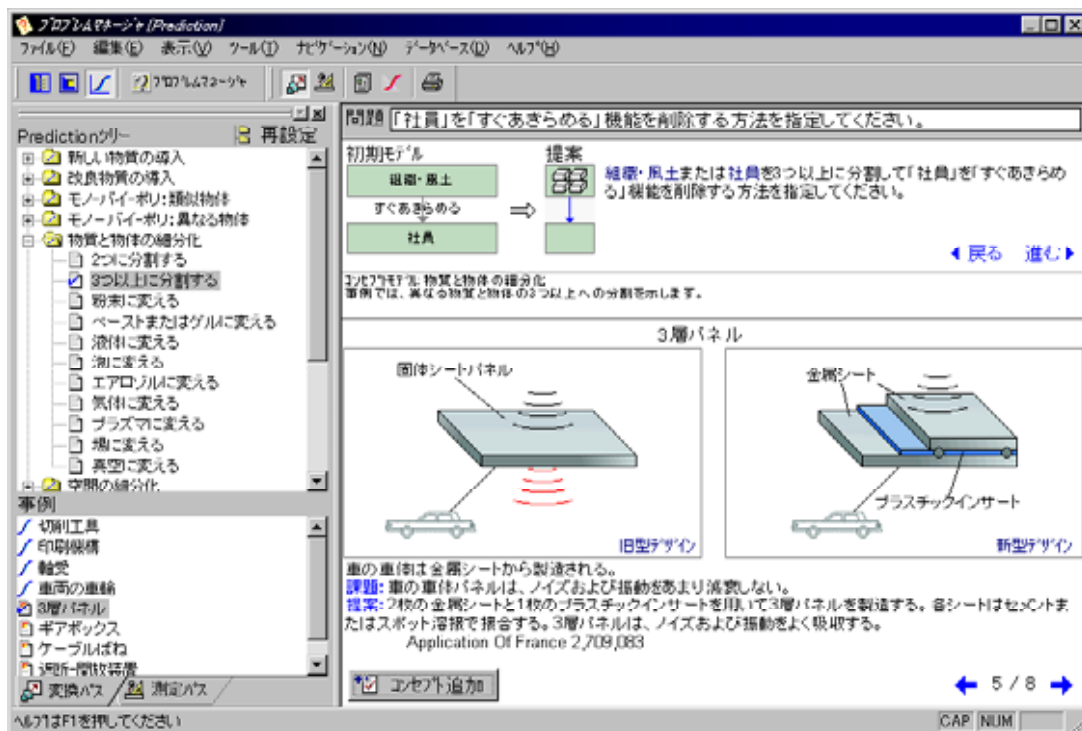 プロブレムマネージャ [Prediction]
ファイル(F) 編集(E) 表示(V) ツール(T) ナビゲーション(N) データベース(D) ヘルプ(H)
プロブレムマネージャ
Predictionツリー 再設定
新しい物質の導入
改良物質の導入
モノ-バイ-ポリ:類似物体
モノ-バイ-ポリ:異なる物体
物質と物体の細分化
2つに分割する
3つ以上に分割する
粉末に変える
ペーストまたはゲルに変える
液体に変える
泡に変える
エアロゾルに変える
気体に変える
プラズマに変える
場に変える
真空に変える
空間の細分化
事例
切削工具
印刷機構
軸受
車両の車輪
3層パネル
ギアボックス
ケーブルばね
遮断-開放装置
変換パス 測定パス
問題 「社員」を「すぐあきらめる」機能を削除する方法を指定してください。
初期モデル 提案
組織・風土
すぐあきらめる
社員
組織・風土または社員を3つ以上に分割して「社員」を「すぐあきらめ
る」機能を削除する方法を指定してください。
戻る 進む
コンセプトモデル: 物質と物体の細分化
事例では、異なる物質と物体の3つ以上への分割を示します。
3層パネル
固体シートパネル
旧型デザイン
金属シート
プラスチックインサート
新型デザイン
車の車体は金属シートから製造される。
課題: 車の車体パネルは、ノイズおよび振動をあまり減衰しない。
提案: 2枚の金属シートと1枚のプラスチックインサートを用いて3層パネルを製造する。各シートはセメントま
たはスポット溶接で接合する。3層パネルは、ノイズおよび振動をよく吸収する。
Application Of France 2,709,083
コンセプト追加
5 / 8
ヘルプはF1を押してください
CAP NUM